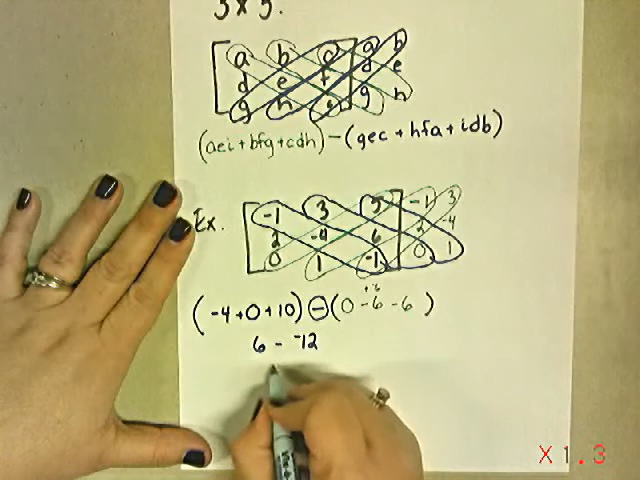 3x3.
a b c a b
d e f d e
g h i g h
(aei + bfg + cdh) - (gec + hfa + idb)
Ex.
-1 3 5 -1 3
2 -4 6 2 -4
0 1 -1 0 1
+6
(-4 + 0 + 10) - (0 - 6 - 6)
6 - -12
X1.3